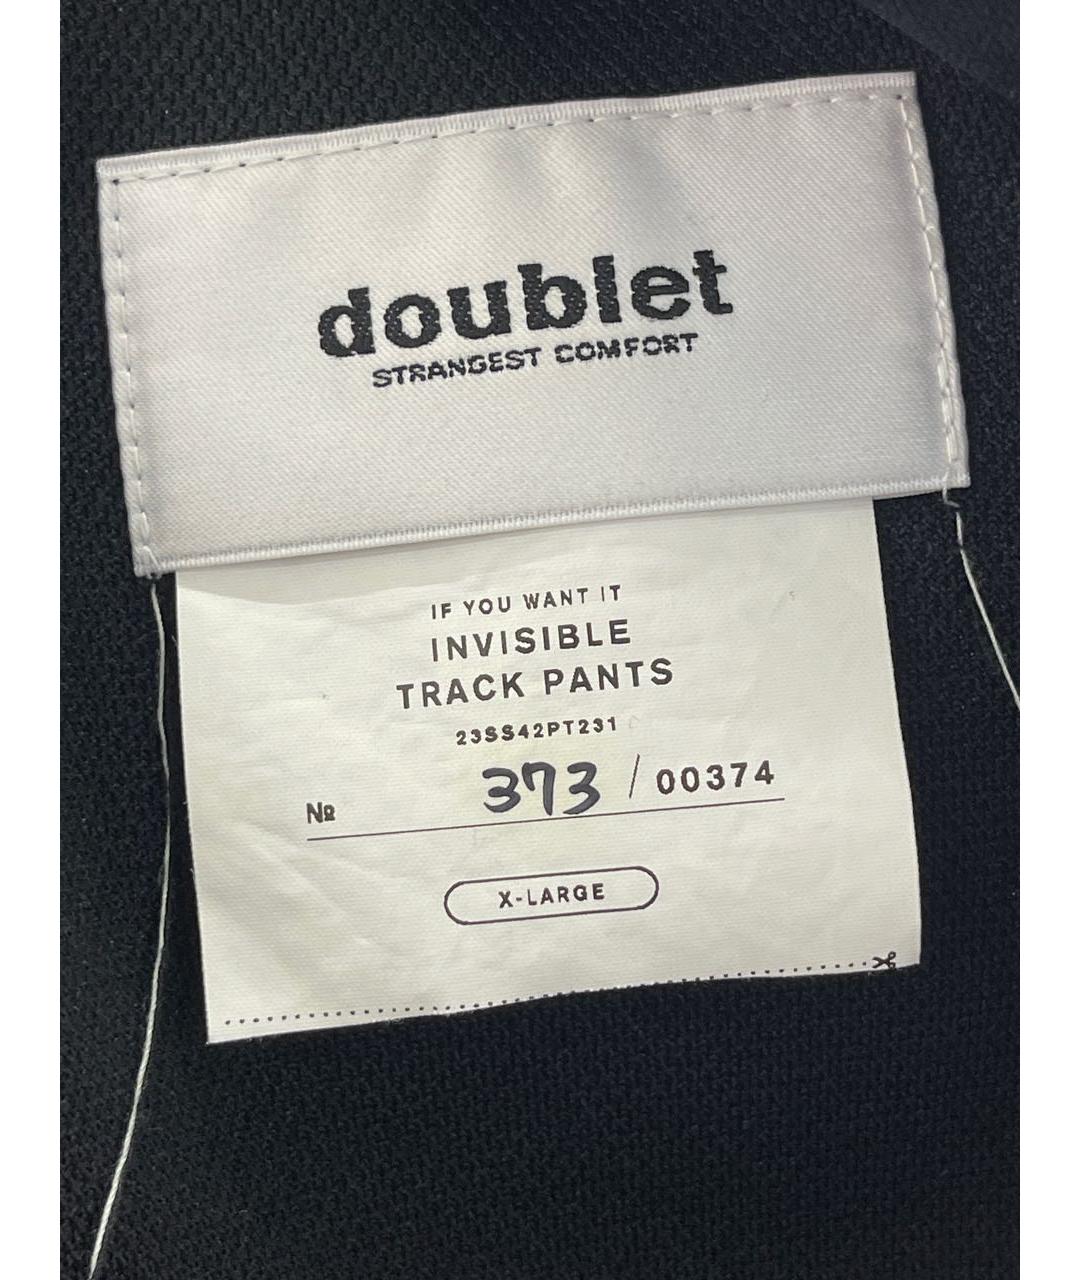 doublet
STRANGEST COMFORT
IF YOU WANT IT
INVISIBLE
TRACK PANTS
23SS42PT231
№ 373 / 00374
X-LARGE